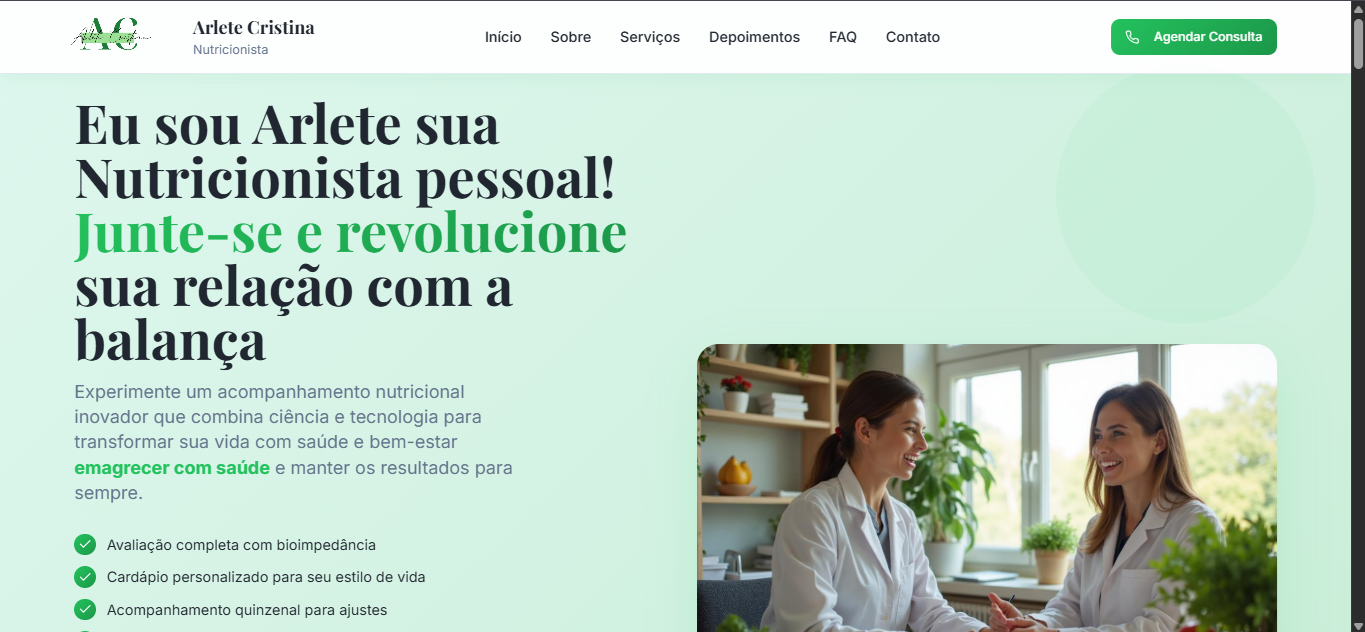 AC
Arlete Cristina
Nutricionista
Início
Sobre
Serviços
Depoimentos
FAQ
Contato
Agendar Consulta
Eu sou Arlete sua
Nutricionista pessoal!
Junte-se e revolucione
sua relação com a
balança
Experimente um acompanhamento nutricional
inovador que combina ciência e tecnologia para
transformar sua vida com saúde e bem-estar
emagrecer com saúde e manter os resultados para
sempre.
Avaliação completa com bioimpedância
Cardápio personalizado para seu estilo de vida
Acompanhamento quinzenal para ajustes